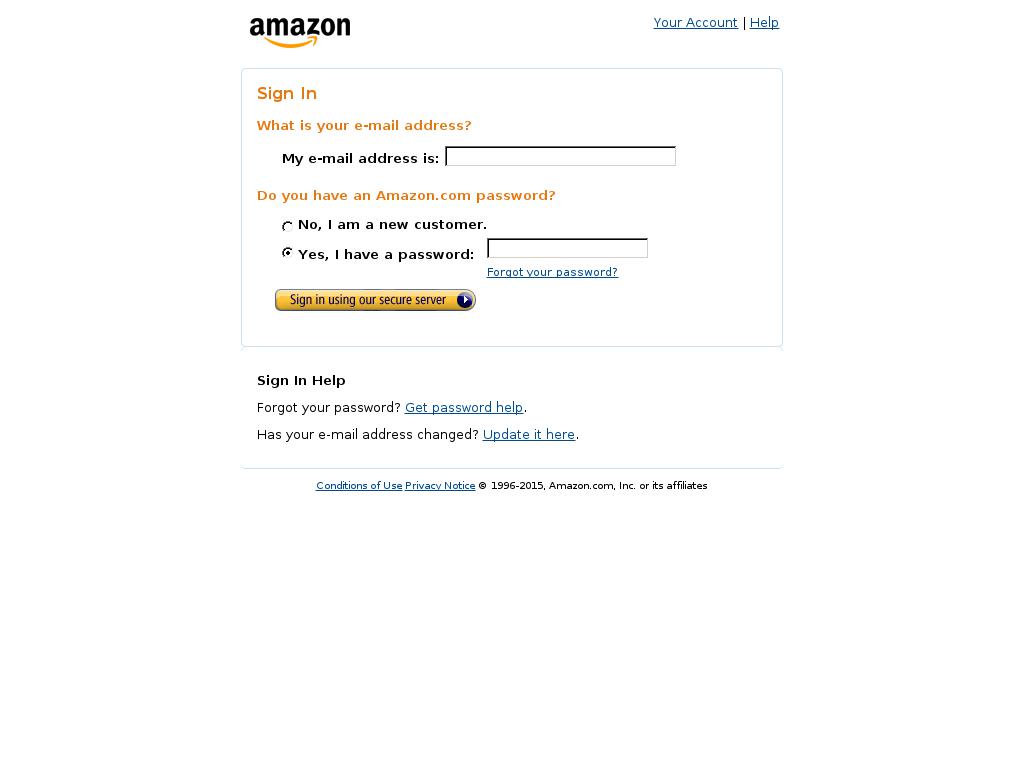 amazon
Your Account | Help
Sign In
What is your e-mail address?
My e-mail address is:
Do you have an Amazon.com password?
No, I am a new customer.
Yes, I have a password:
Forgot your password?
Sign in using our secure server
Sign In Help
Forgot your password? Get password help.
Has your e-mail address changed? Update it here.
Conditions of Use Privacy Notice © 1996-2015, Amazon.com, Inc. or its affiliates